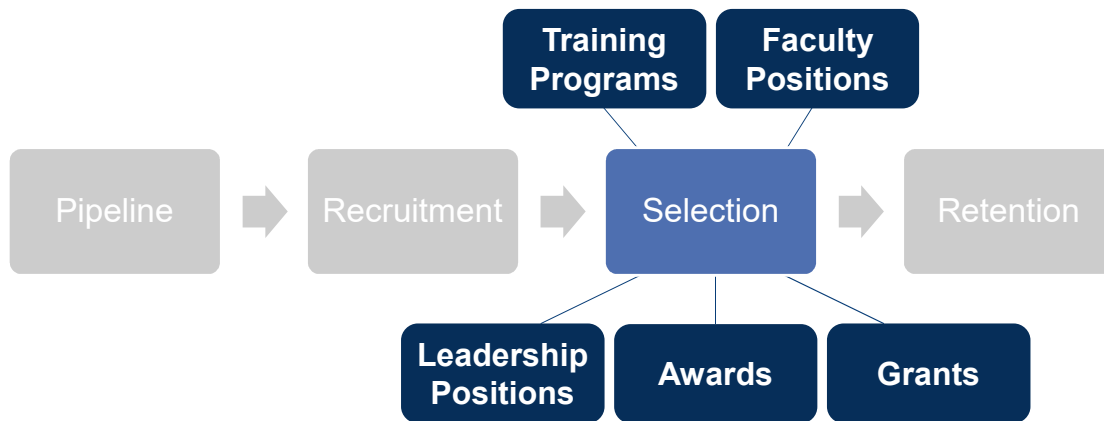 Training
Programs
Faculty
Positions
Pipeline
Recruitment
Selection
Retention
Leadership
Positions
Awards
Grants